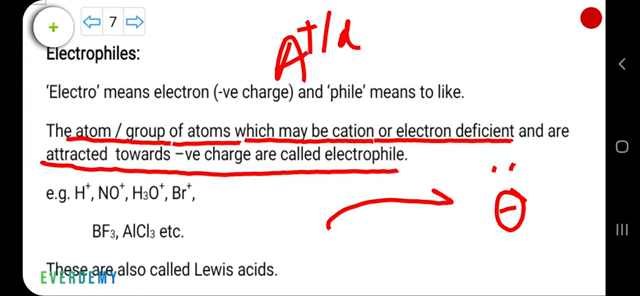 7
Electrophiles:
'Electro' means electron (-ve charge) and 'phile' means to like.
The atom / group of atoms which may be cation or electron deficient and are
attracted towards –ve charge are called electrophile.
e.g. H⁺, NO⁺, H₃O⁺, Br⁺,
BF₃, AlCl₃ etc.
These are also called Lewis acids.
EVERDEMY